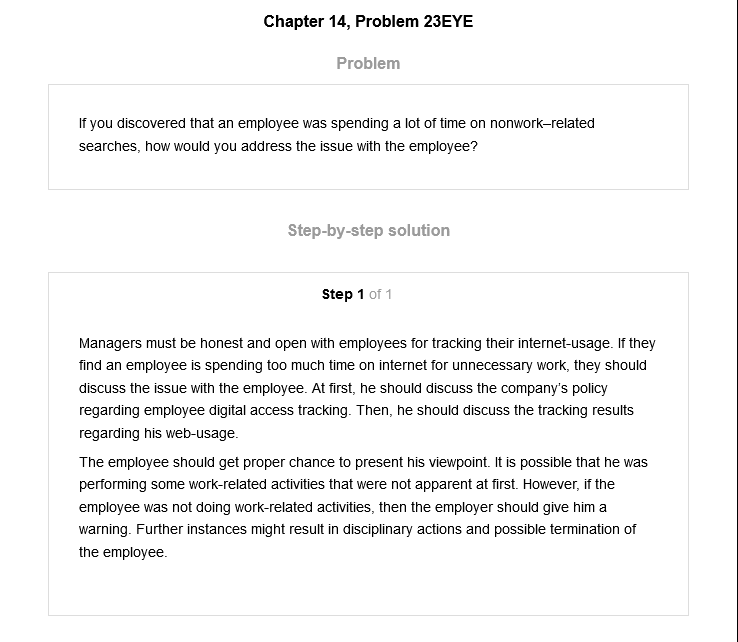 Chapter 14, Problem 23EYE
Problem
If you discovered that an employee was spending a lot of time on nonwork–related
searches, how would you address the issue with the employee?
Step-by-step solution
Step 1 of 1
Managers must be honest and open with employees for tracking their internet-usage. If they
find an employee is spending too much time on internet for unnecessary work, they should
discuss the issue with the employee. At first, he should discuss the company's policy
regarding employee digital access tracking. Then, he should discuss the tracking results
regarding his web-usage.
The employee should get proper chance to present his viewpoint. It is possible that he was
performing some work-related activities that were not apparent at first. However, if the
employee was not doing work-related activities, then the employer should give him a
warning. Further instances might result in disciplinary actions and possible termination of
the employee.